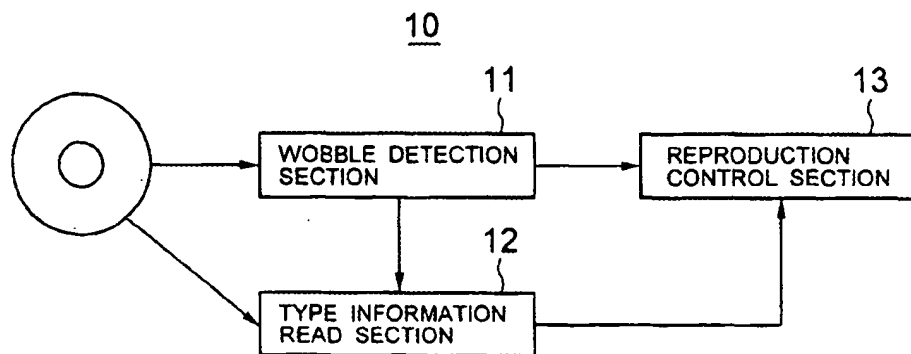 10
11
13
WOBBLE DETECTION
SECTION
REPRODUCTION
CONTROL SECTION
12
TYPE INFORMATION
READ SECTION